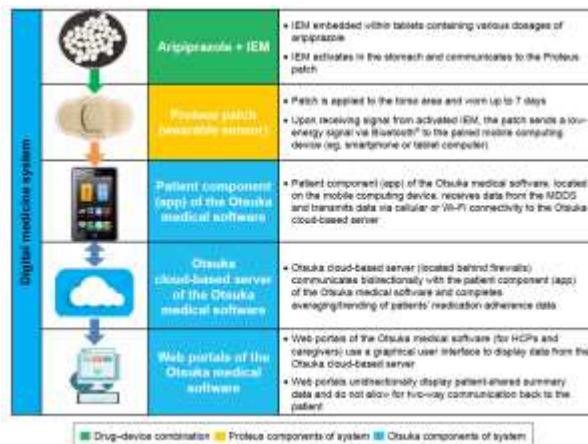 Digital medicine system
Aripiprazole + IEM
• IEM embedded within tablets containing various dosages of
aripiprazole
• IEM activates in the stomach and communicates to the Proteus
patch
Proteus patch
(wearable sensor)
• Patch is applied to the torso area and worn up to 7 days
• Upon receiving signal from activated IEM, the patch sends a low-
energy signal via Bluetooth® to the paired mobile computing
device (eg, smartphone or tablet computer)
Patient component
(app) of the Otsuka
medical software
• Patient component (app) of the Otsuka medical software, located
on the mobile computing device, receives data from the MDDS
and transmits data via cellular or Wi-Fi connectivity to the Otsuka
cloud-based server
Otsuka
cloud-based server
of the Otsuka
medical software
• Otsuka cloud-based server (located behind firewalls)
communicates bidirectionally with the patient component (app)
of the Otsuka medical software and completes
averaging/trending of patients' medication adherence data
Web portals of the
Otsuka medical
software
• Web portals of the Otsuka medical software (for HCPs and
caregivers) use a graphical user interface to display data from the
Otsuka cloud-based server
• Web portals unidirectionally display patient-shared summary
data and do not allow for two-way communication back to the
patient
Drug–device combination
Proteus components of system
Otsuka components of system